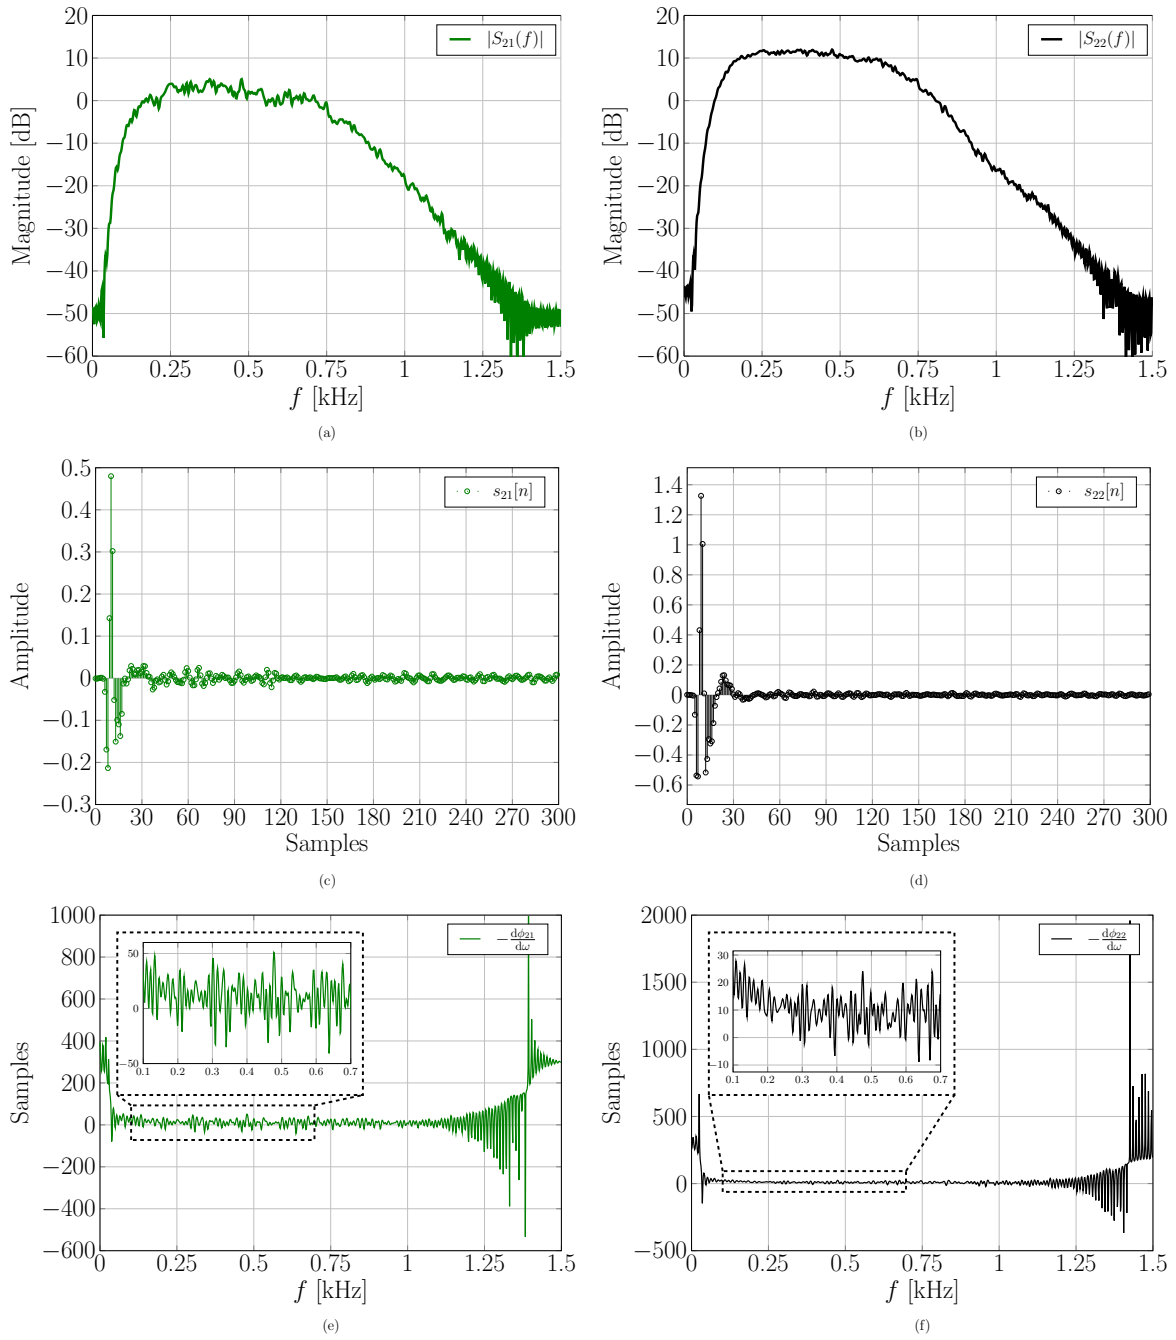 20
10
0
−10
−20
−30
−40
−50
−60
Magnitude [dB]
|S21(f)|
0 0.25 0.5 0.75 1 1.25 1.5
f [kHz]
(a)
20
10
0
−10
−20
−30
−40
−50
−60
Magnitude [dB]
|S22(f)|
0 0.25 0.5 0.75 1 1.25 1.5
f [kHz]
(b)
0.5
0.4
0.3
0.2
0.1
0
−0.1
−0.2
−0.3
Amplitude
s21[n]
0 30 60 90 120 150 180 210 240 270 300
Samples
(c)
1.4
1.2
1
0.8
0.6
0.4
0.2
0
−0.2
−0.4
−0.6
Amplitude
s22[n]
0 30 60 90 120 150 180 210 240 270 300
Samples
(d)
1000
800
600
400
200
0
−200
−400
−600
Samples
−dϕ21/dω
50
0
−50
0.1 0.2 0.3 0.4 0.5 0.6 0.7
0 0.25 0.5 0.75 1 1.25 1.5
f [kHz]
(e)
2000
1500
1000
500
0
−500
Samples
−dϕ22/dω
30
20
10
0
−10
0.1 0.2 0.3 0.4 0.5 0.6 0.7
0 0.25 0.5 0.75 1 1.25 1.5
f [kHz]
(f)